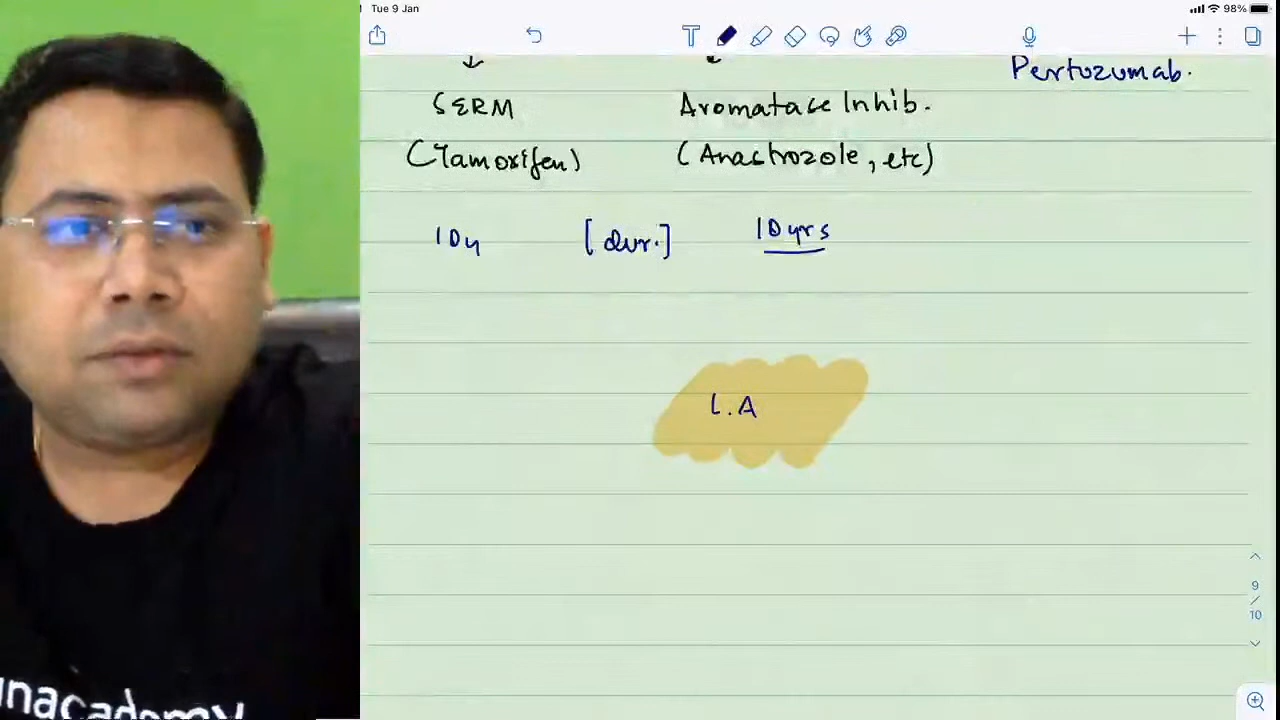 Tue 9 Jan
98%
T
Pertuzumab.
SERM Aromatase Inhib.
(Tamoxifen) (Anastrozole, etc)
10y [dur.] 10yrs
L.A
9
/
10
unacademy